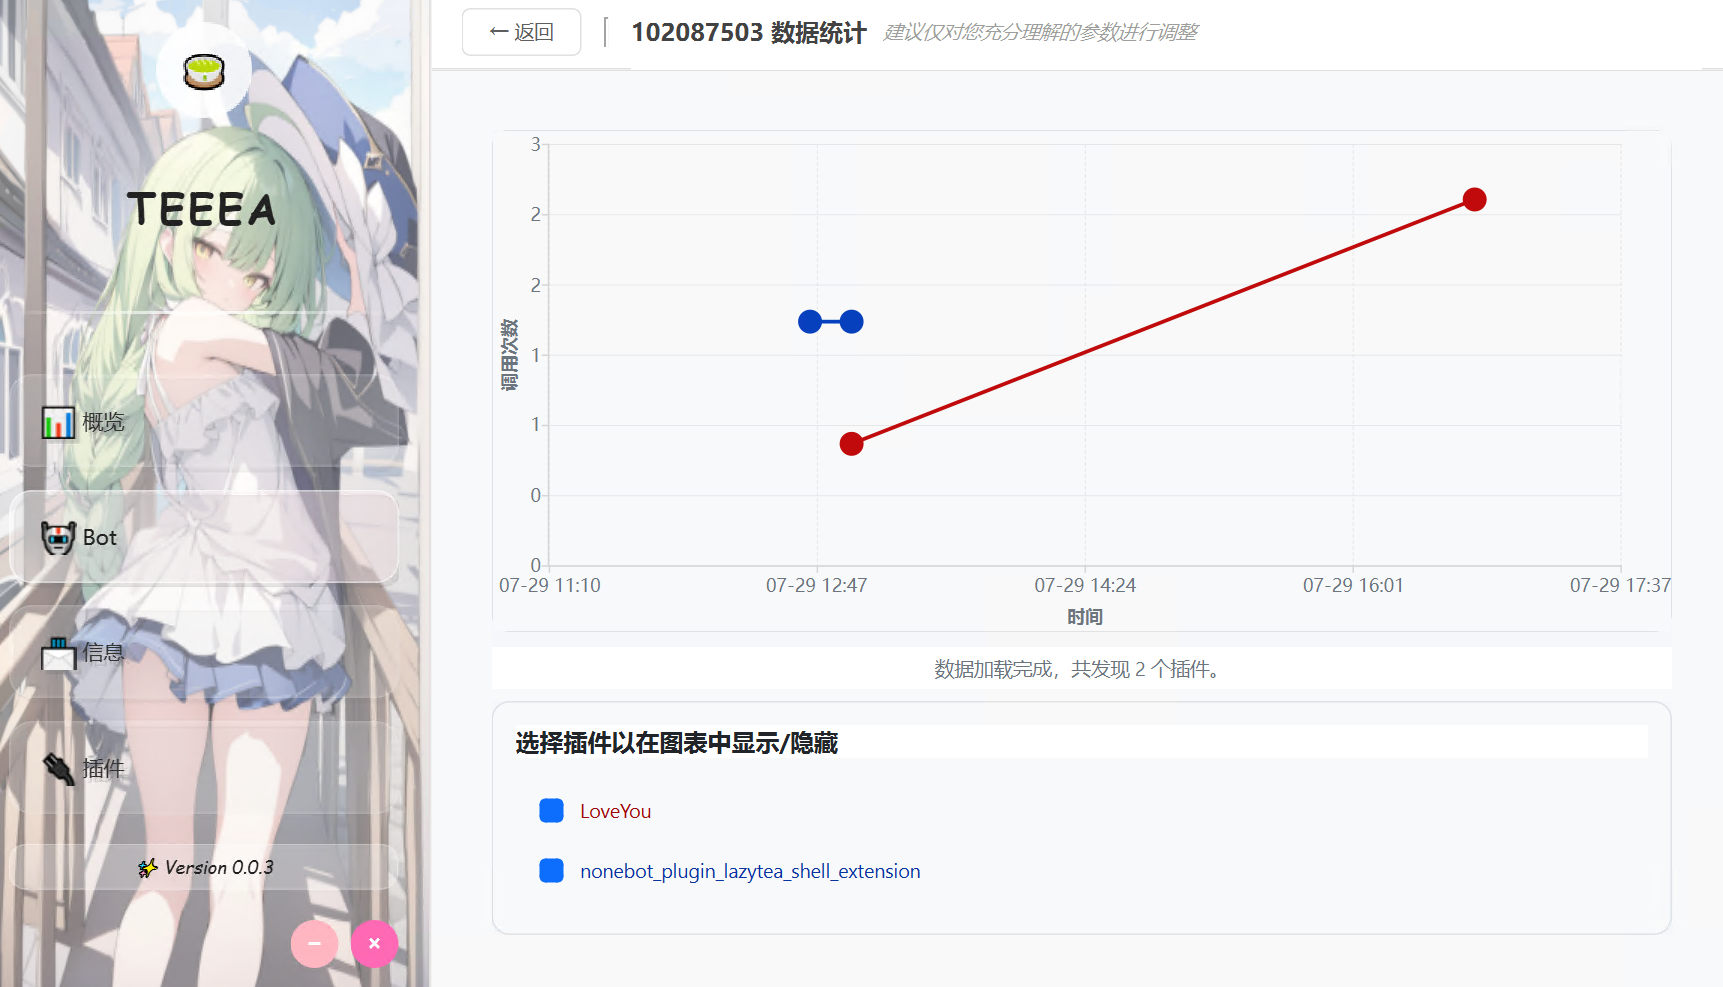 TEEEA
概览
Bot
信息
插件
Version 0.0.3
← 返回
102087503 数据统计 建议仅对您充分理解的参数进行调整
3
2
2
1
1
0
0
调用次数
07-29 11:10 07-29 12:47 07-29 14:24 07-29 16:01 07-29 17:37
时间
数据加载完成，共发现 2 个插件。
选择插件以在图表中显示/隐藏
LoveYou
nonebot_plugin_lazytea_shell_extension